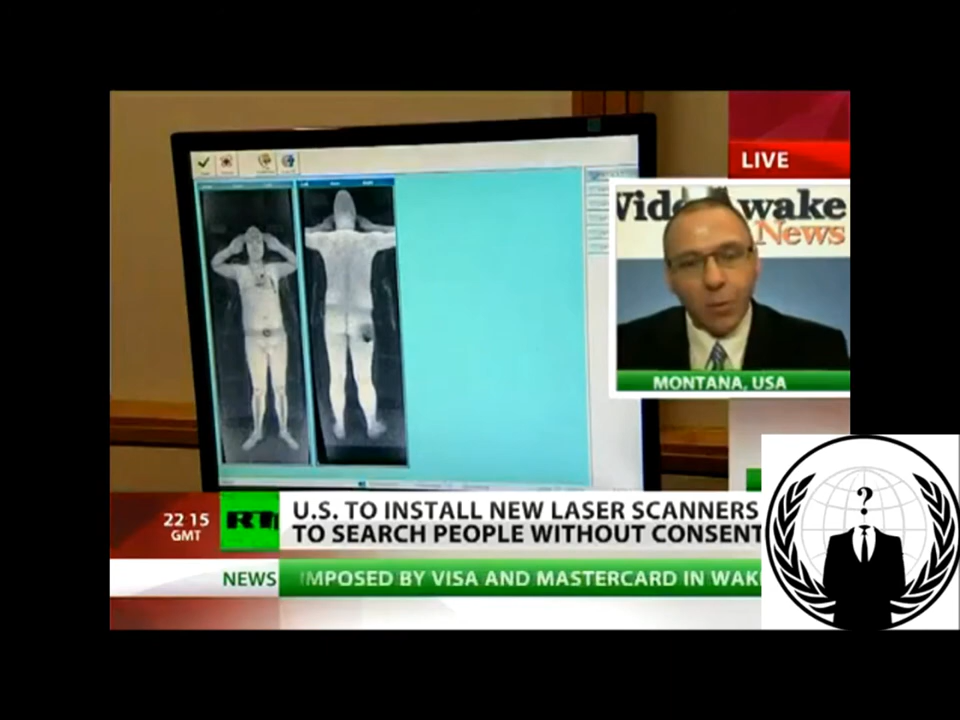 LIVE
Wide Awake
News
MONTANA, USA
22 15
GMT
RT
U.S. TO INSTALL NEW LASER SCANNERS
TO SEARCH PEOPLE WITHOUT CONSENT
NEWS
IMPOSED BY VISA AND MASTERCARD IN WAK
?